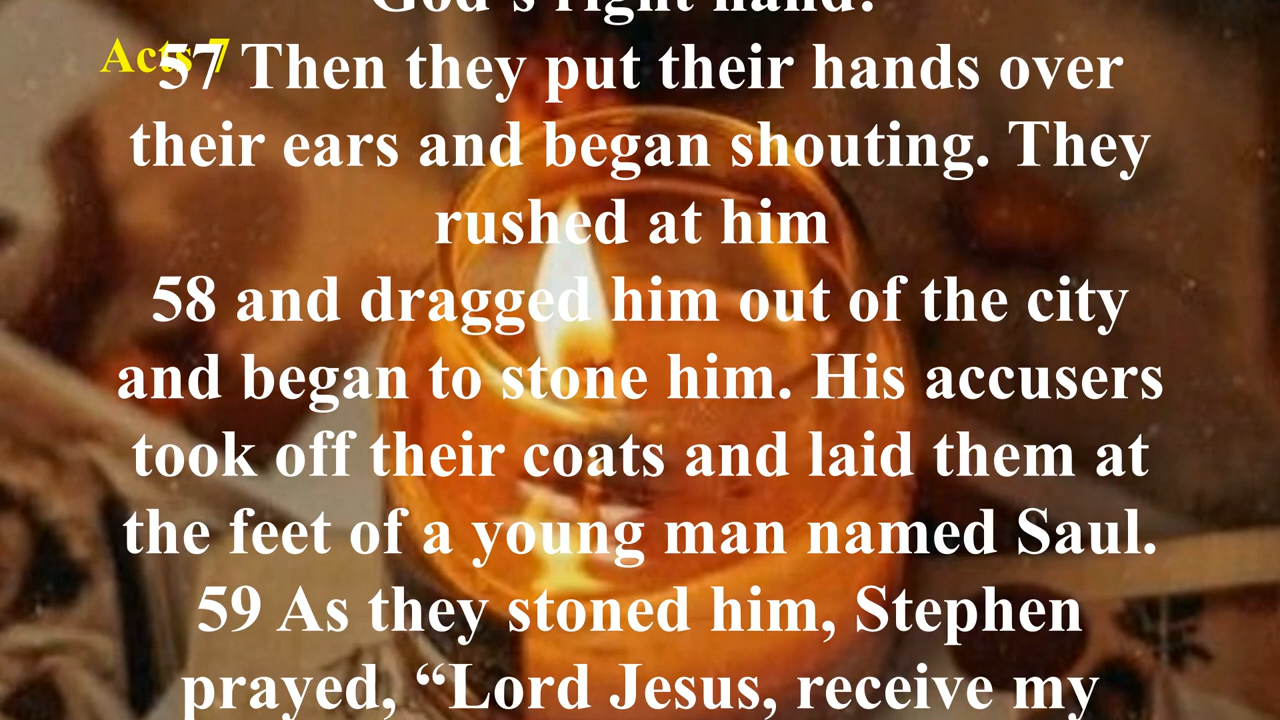 God's right hand!"
Acts 7
57 Then they put their hands over
their ears and began shouting. They
rushed at him
58 and dragged him out of the city
and began to stone him. His accusers
took off their coats and laid them at
the feet of a young man named Saul.
59 As they stoned him, Stephen
prayed, “Lord Jesus, receive my